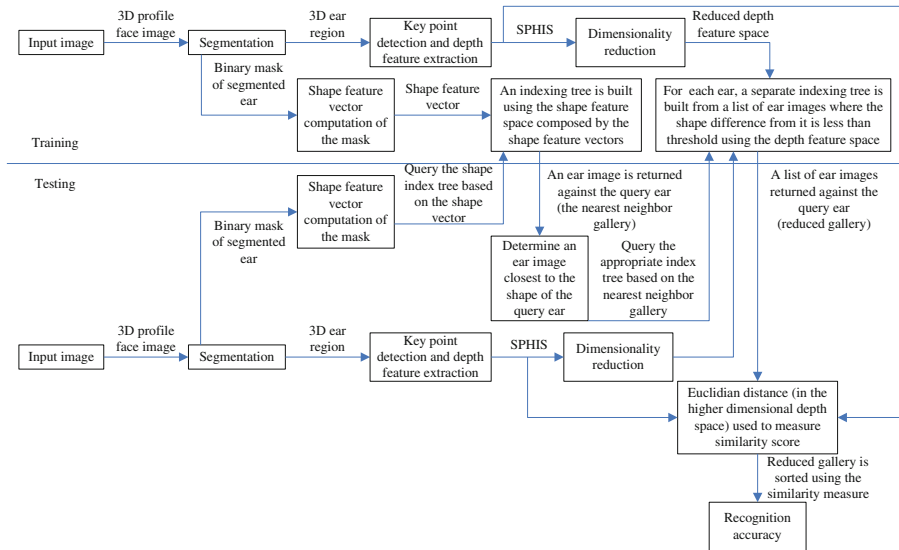 Input image
3D profile
face image
Segmentation
3D ear
region
Key point
detection and depth
feature extraction
SPHIS
Dimensionality
reduction
Reduced depth
feature space
Binary mask
of segmented
ear
Shape feature
vector
computation of
the mask
Shape feature
vector
An indexing tree is built
using the shape feature
space composed by the
shape feature vectors
For each ear, a separate indexing tree is
built from a list of ear images where the
shape difference from it is less than
threshold using the depth feature space
Training
Testing
Binary mask
of segmented
ear
Shape feature
vector
computation of
the mask
Query the shape
index tree based
on the shape
vector
An ear image is returned
against the query ear
(the nearest neighbor
gallery)
A list of ear images
returned against the
query ear
(reduced gallery)
Determine an
ear image
closest to the
shape of the
query ear
Query the
appropriate index
tree based on the
nearest neighbor
gallery
Input image
3D profile
face image
Segmentation
3D ear
region
Key point
detection and depth
feature extraction
SPHIS
Dimensionality
reduction
Euclidian distance (in the
higher dimensional depth
space) used to measure
similarity score
Reduced gallery is
sorted using the
similarity measure
Recognition
accuracy